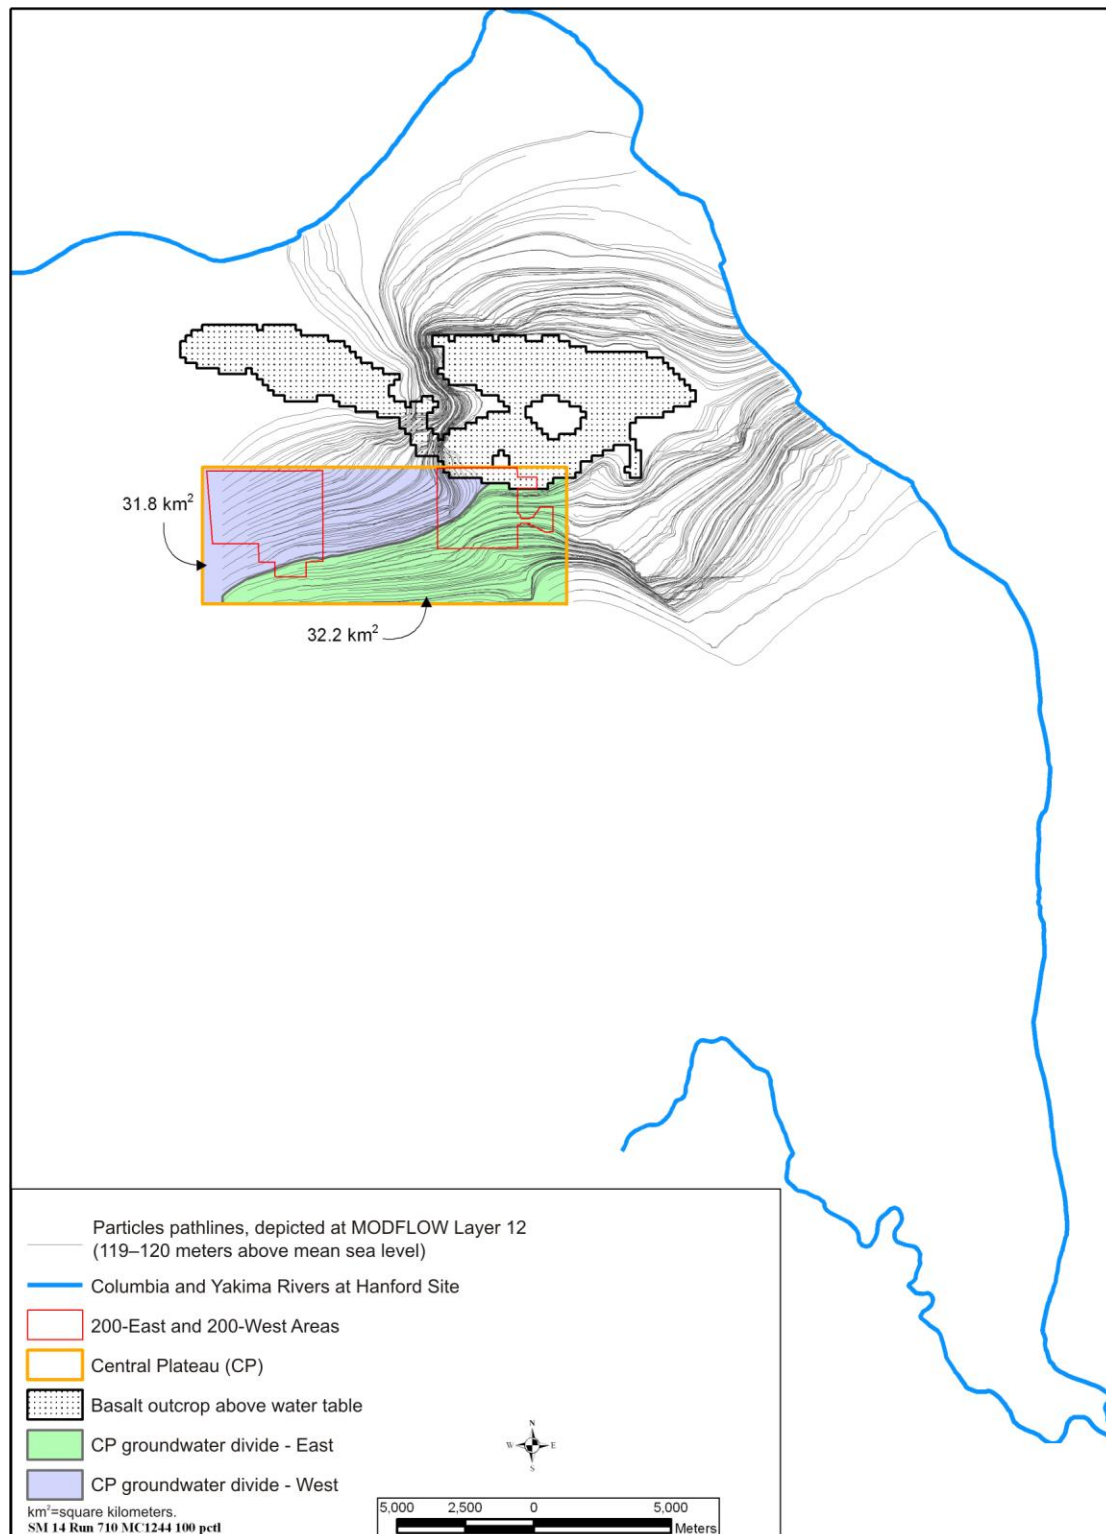 31.8 km²
32.2 km²
Particles pathlines, depicted at MODFLOW Layer 12
(119–120 meters above mean sea level)
Columbia and Yakima Rivers at Hanford Site
200-East and 200-West Areas
Central Plateau (CP)
Basalt outcrop above water table
CP groundwater divide - East
CP groundwater divide - West
km²=square kilometers.
SM 14 Run 710 MC1244 100 pctl
N
W E
S
5,000 2,500 0 5,000
Meters